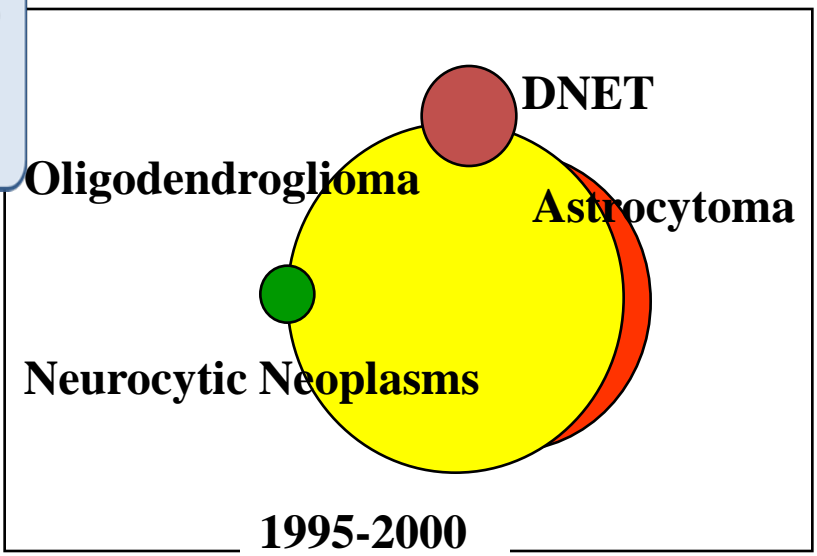 DNET
Oligodendroglioma
Astrocytoma
Neurocytic Neoplasms
1995-2000